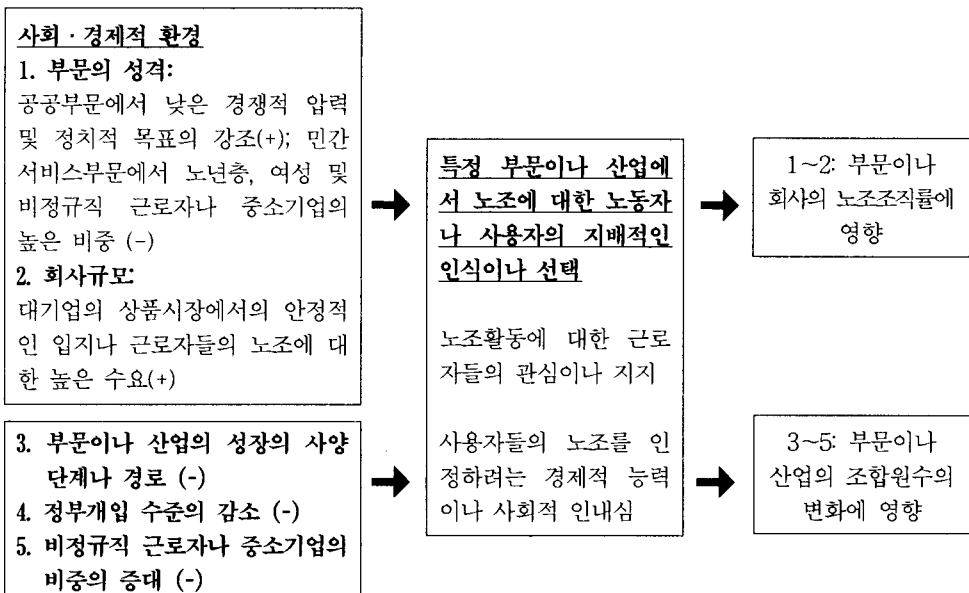 사회 · 경제적 환경
1. 부문의 성격:
공공부문에서 낮은 경쟁적 압력
및 정치적 목표의 강조(+); 민간
서비스부문에서 노년층, 여성 및
비정규직 근로자나 중소기업의
높은 비중 (-)
2. 회사규모:
대기업의 상품시장에서의 안정적
인 입지나 근로자들의 노조에 대
한 높은 수요(+)
3. 부문이나 산업의 성장의 사양
단계나 경로 (-)
4. 정부개입 수준의 감소 (-)
5. 비정규직 근로자나 중소기업의
비중의 증대 (-)
특정 부문이나 산업에
서 노조에 대한 노동자
나 사용자의 지배적인
인식이나 선택
노조활동에 대한 근로
자들의 관심이나 지지
사용자들의 노조를 인
정하려는 경제적 능력
이나 사회적 인내심
1~2: 부문이나
회사의 노조조직률에
영향
3~5: 부문이나
산업의 조합원수의
변화에 영향